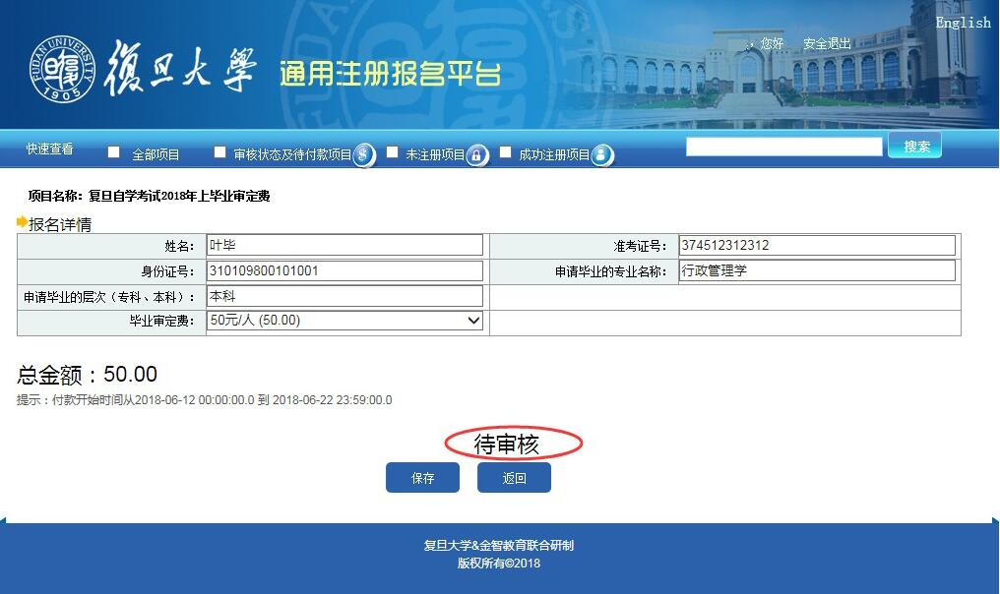 English
您好 安全退出
FUDAN UNIVERSITY
1905
復旦大學 通用注册报名平台
快速查看 全部项目 审核状态及待付款项目 未注册项目 成功注册项目 搜索
项目名称：复旦自学考试2018年上毕业审定费
报名详情
姓名： 叶毕 准考证号： 374512312312
身份证号： 310109800101001 申请毕业的专业名称： 行政管理学
申请毕业的层次（专科、本科）： 本科
毕业审定费： 50元/人 (50.00)
总金额：50.00
提示：付款开始时间从2018-06-12 00:00:00.0 到 2018-06-22 23:59:00.0
待审核
保存 返回
复旦大学&金智教育联合研制
版权所有©2018